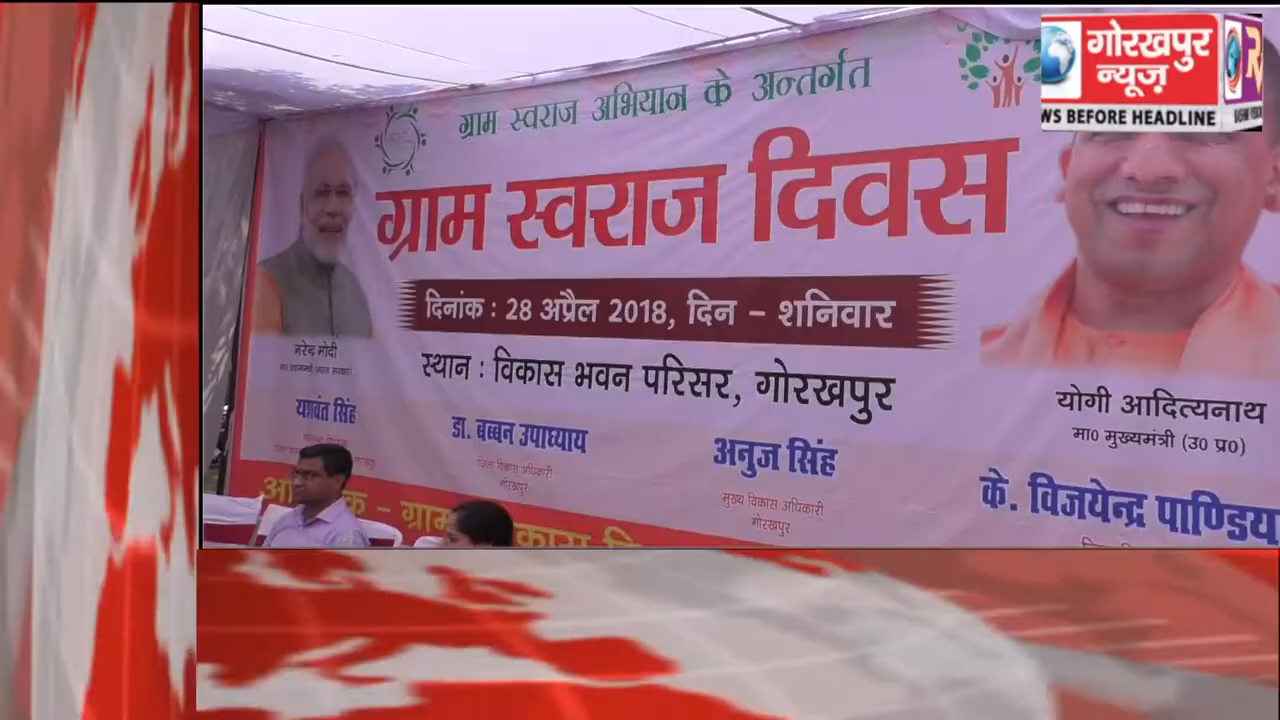 गोरखपुर
न्यूज़
WS BEFORE HEADLINE
ग्राम स्वराज अभियान के अन्तर्गत
ग्राम स्वराज दिवस
दिनांक : 28 अप्रैल 2018, दिन - शनिवार
स्थान : विकास भवन परिसर, गोरखपुर
नरेन्द्र मोदी
योगी आदित्यनाथ
मा0 मुख्यमंत्री (उ0 प्र0)
यशवंत सिंह
डा. बब्बन उपाध्याय
जिला विकास अधिकारी
गोरखपुर
अनुज सिंह
मुख्य विकास अधिकारी
गोरखपुर
के. विजयेन्द्र पाण्डिय